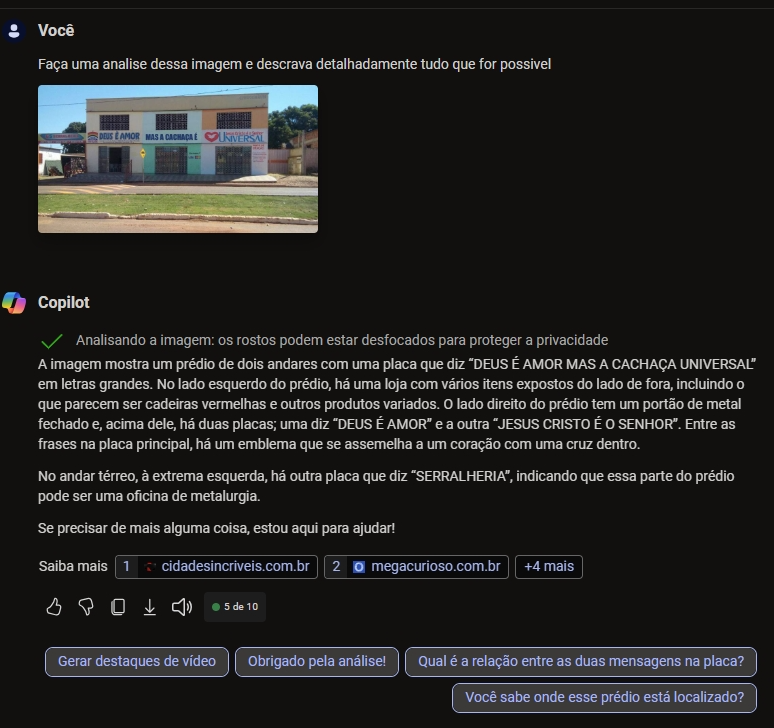 Você
Faça uma analise dessa imagem e descrava detalhadamente tudo que for possivel
DEUS É AMOR
MAS A CACHAÇA É
UNIVERSAL
Copilot
Analisando a imagem: os rostos podem estar desfocados para proteger a privacidade
A imagem mostra um prédio de dois andares com uma placa que diz “DEUS É AMOR MAS A CACHAÇA UNIVERSAL”
em letras grandes. No lado esquerdo do prédio, há uma loja com vários itens expostos do lado de fora, incluindo o
que parecem ser cadeiras vermelhas e outros produtos variados. O lado direito do prédio tem um portão de metal
fechado e, acima dele, há duas placas; uma diz “DEUS É AMOR” e a outra “JESUS CRISTO É O SENHOR”. Entre as
frases na placa principal, há um emblema que se assemelha a um coração com uma cruz dentro.
No andar térreo, à extrema esquerda, há outra placa que diz “SERRALHERIA”, indicando que essa parte do prédio
pode ser uma oficina de metalurgia.
Se precisar de mais alguma coisa, estou aqui para ajudar!
Saiba mais
1 cidadesincriveis.com.br
2 megacurioso.com.br
+4 mais
5 de 10
Gerar destaques de vídeo
Obrigado pela análise!
Qual é a relação entre as duas mensagens na placa?
Você sabe onde esse prédio está localizado?